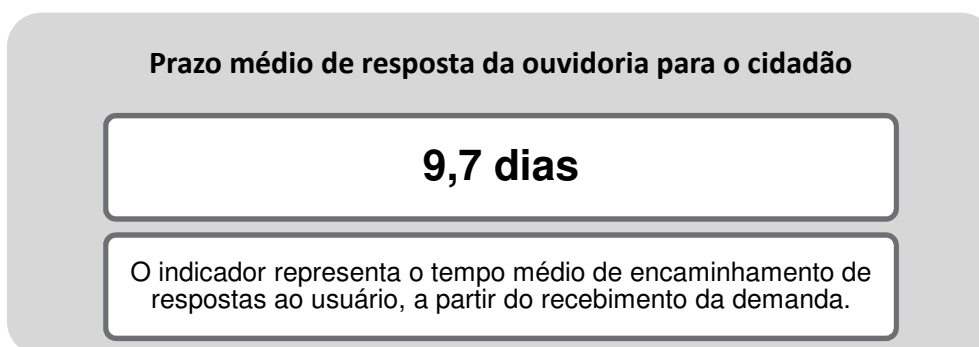 Prazo médio de resposta da ouvidoria para o cidadão
9,7 dias
O indicador representa o tempo médio de encaminhamento de
respostas ao usuário, a partir do recebimento da demanda.